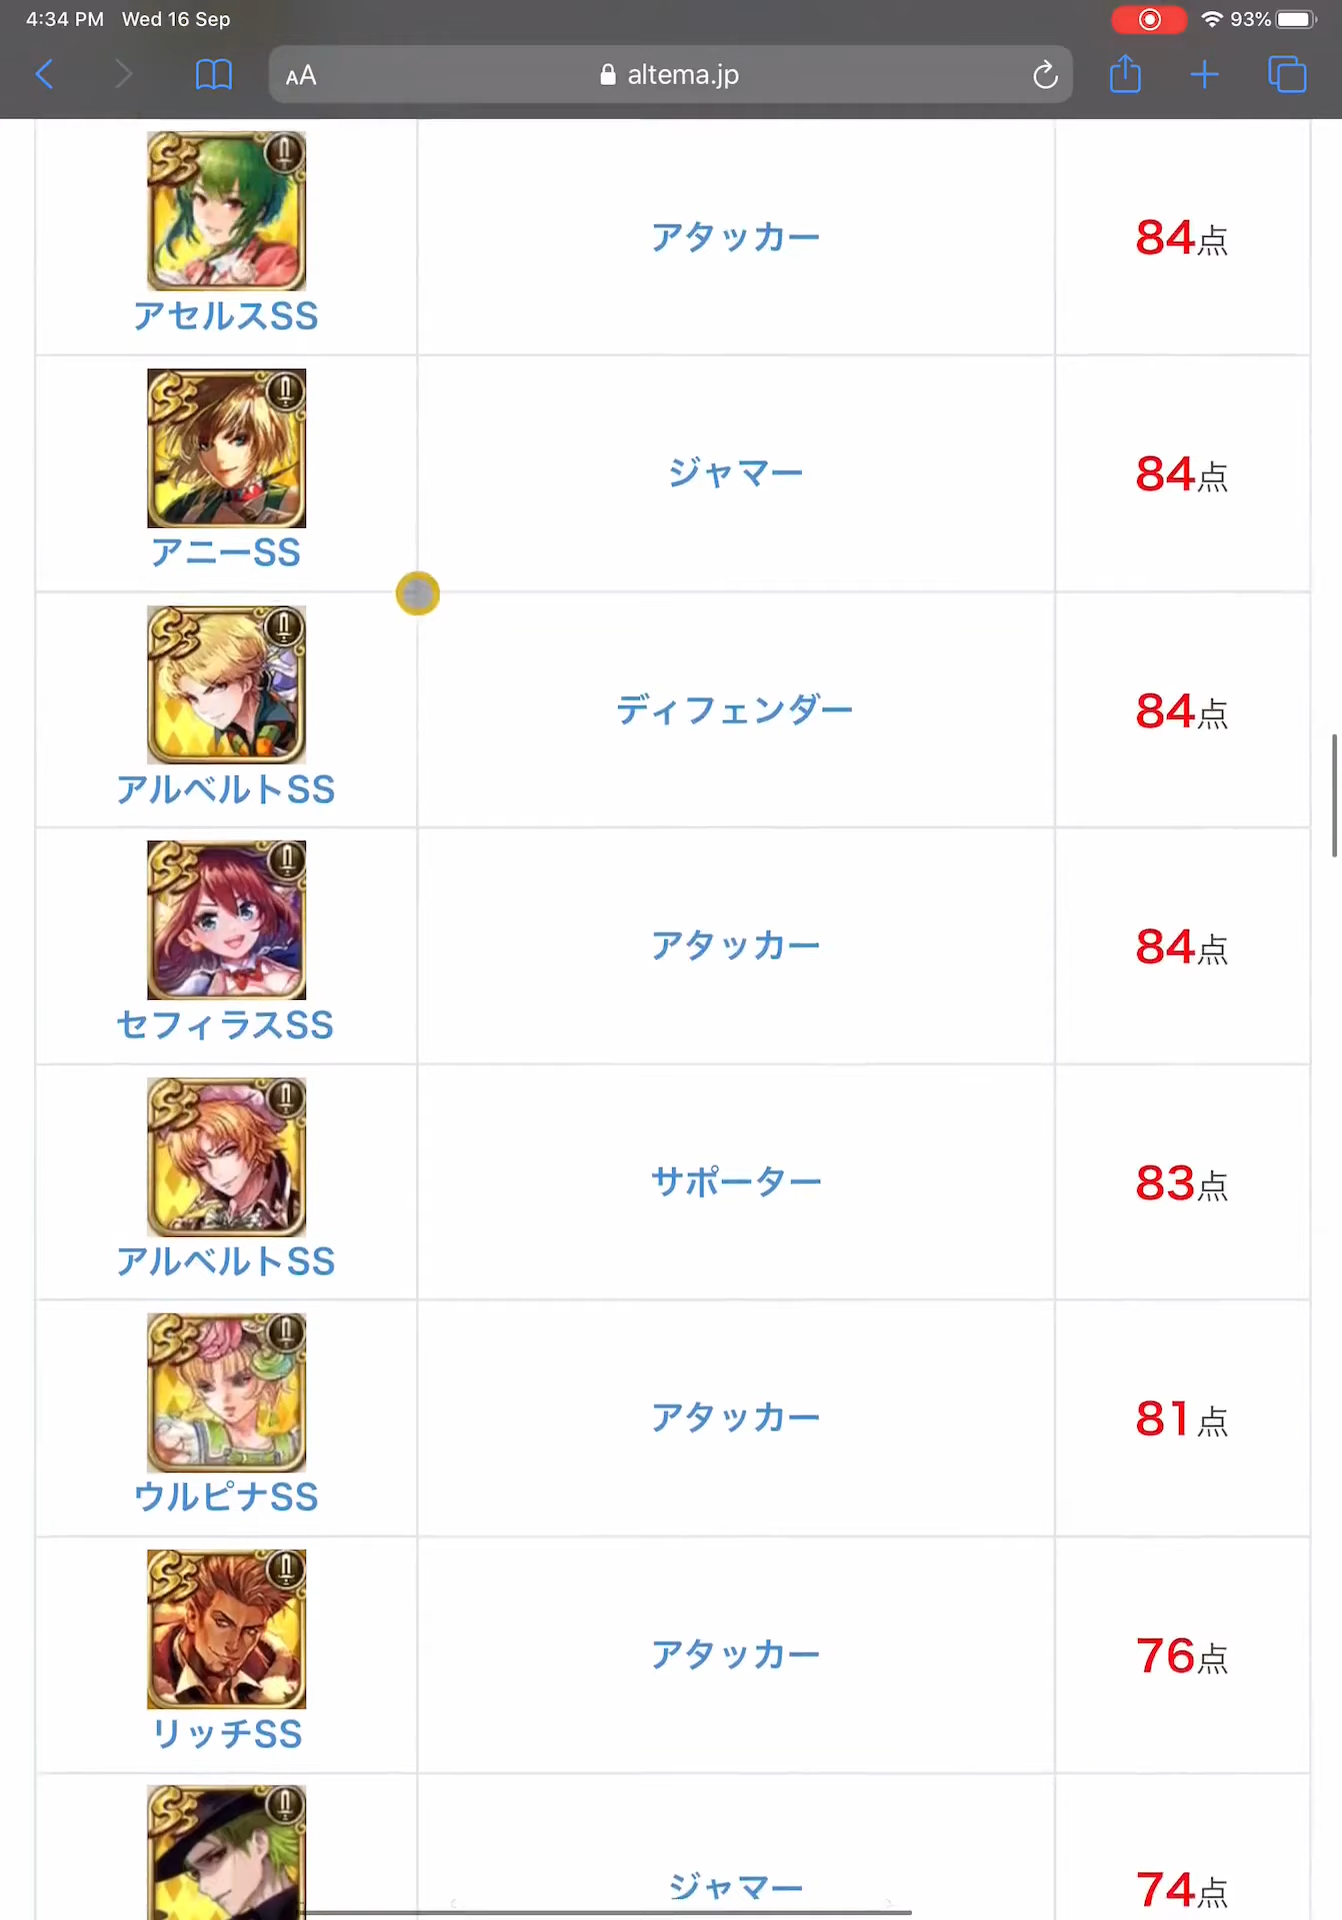 4:34 PM Wed 16 Sep
93%
AA altema.jp
アセルスSS アタッカー 84点
アニーSS ジャマー 84点
アルベルトSS ディフェンダー 84点
セフィラスSS アタッカー 84点
アルベルトSS サポーター 83点
ウルピナSS アタッカー 81点
リッチSS アタッカー 76点
ジャマー 74点